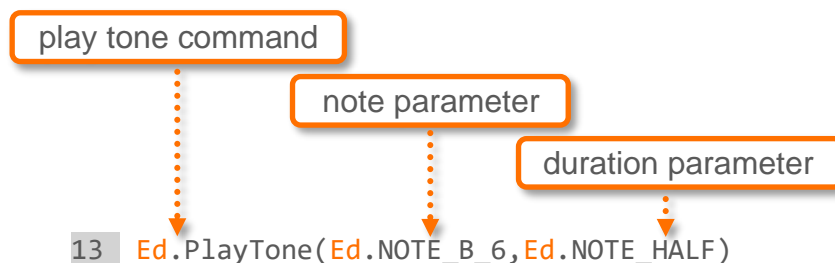 play tone command
note parameter
duration parameter
13 Ed.PlayTone(Ed.NOTE_B_6,Ed.NOTE_HALF)